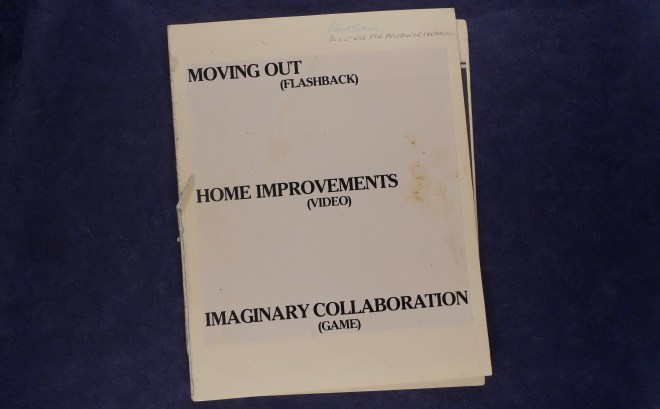 MOVING OUT
(FLASHBACK)
HOME IMPROVEMENTS
(VIDEO)
IMAGINARY COLLABORATION
(GAME)